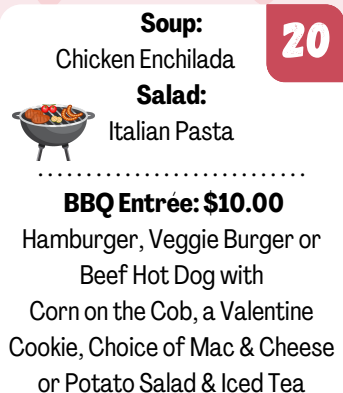 Soup:
20
Chicken Enchilada
Salad:
Italian Pasta
BBQ Entrée: $10.00
Hamburger, Veggie Burger or
Beef Hot Dog with
Corn on the Cob, a Valentine
Cookie, Choice of Mac & Cheese
or Potato Salad & Iced Tea